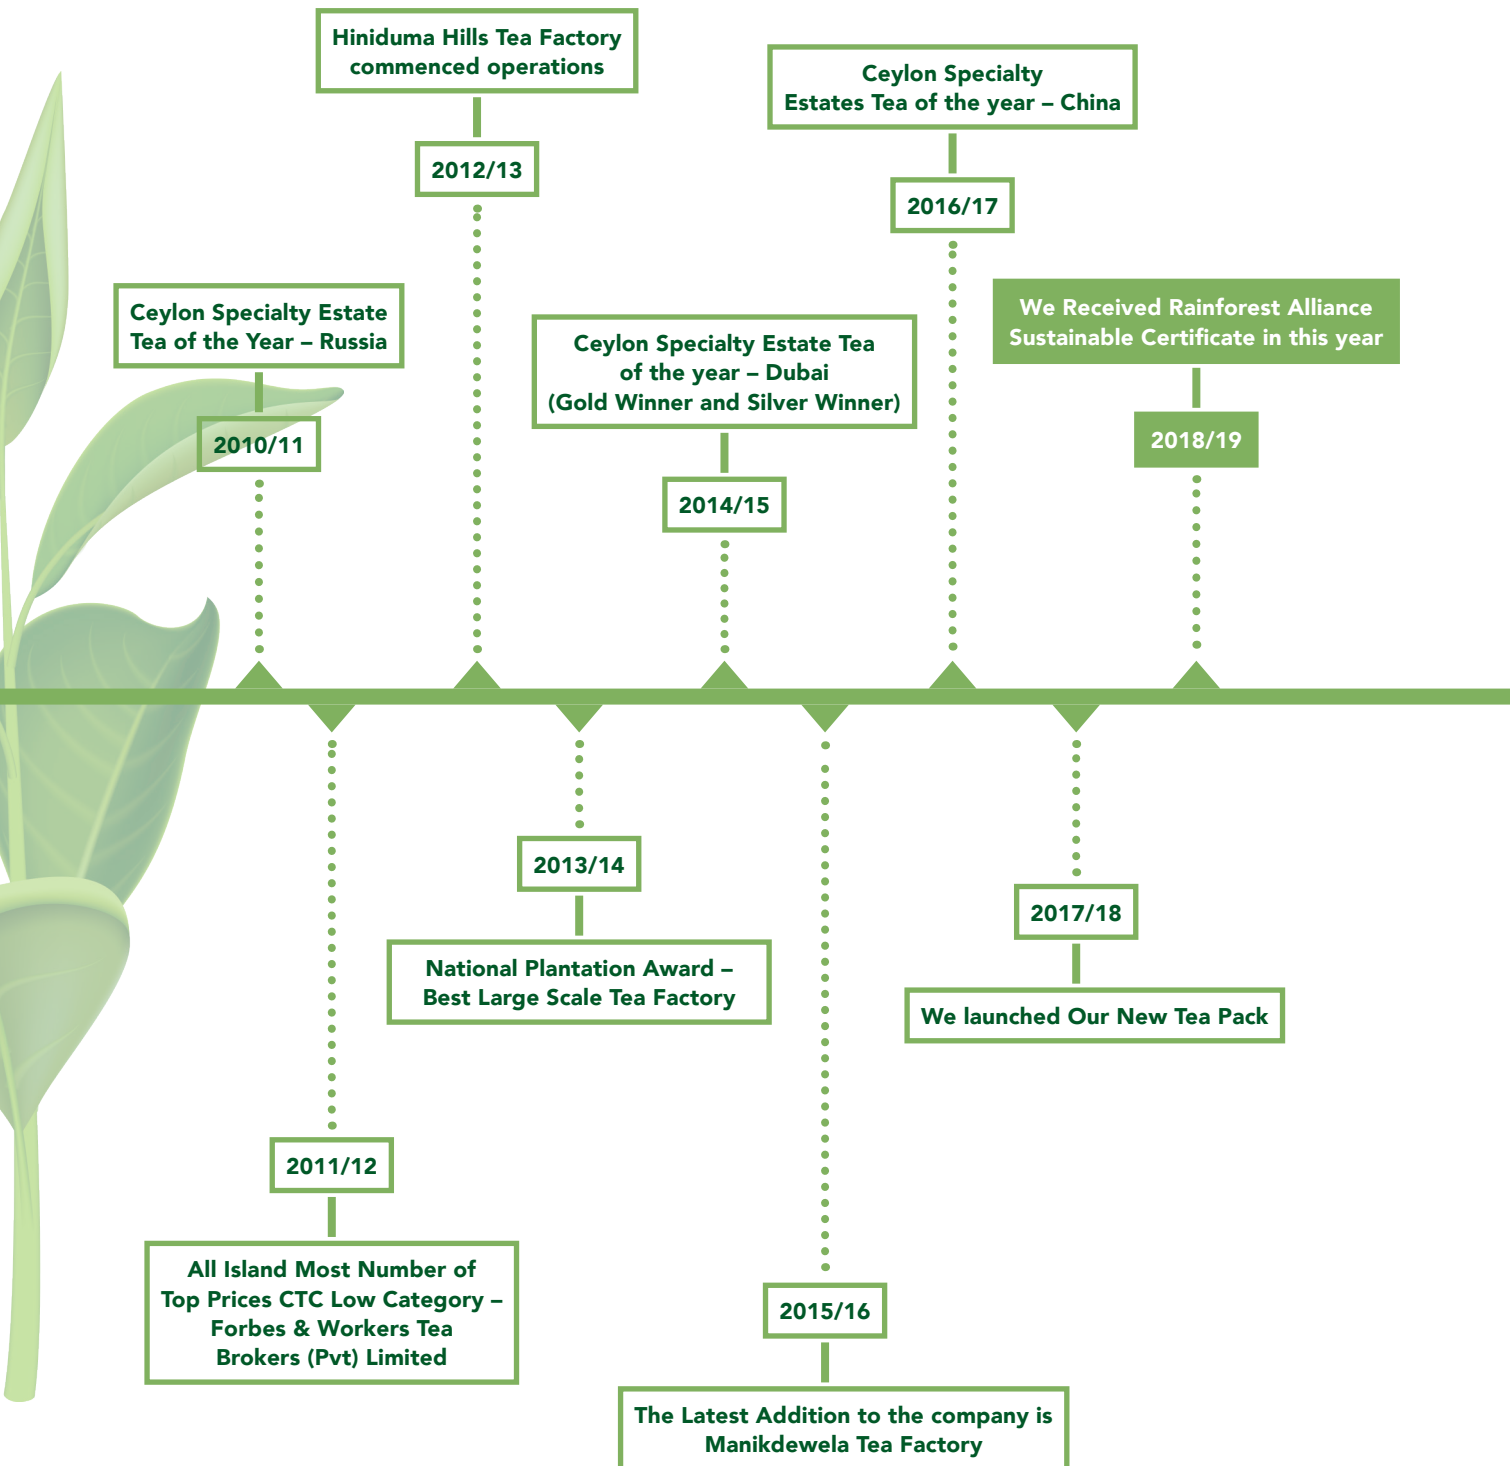 Hiniduma Hills Tea Factory
commenced operations
2012/13
Ceylon Specialty
Estates Tea of the year – China
2016/17
Ceylon Specialty Estate
Tea of the Year – Russia
2010/11
Ceylon Specialty Estate Tea
of the year – Dubai
(Gold Winner and Silver Winner)
2014/15
We Received Rainforest Alliance
Sustainable Certificate in this year
2018/19
2013/14
National Plantation Award –
Best Large Scale Tea Factory
2017/18
We launched Our New Tea Pack
2011/12
All Island Most Number of
Top Prices CTC Low Category –
Forbes & Workers Tea
Brokers (Pvt) Limited
2015/16
The Latest Addition to the company is
Manikdewela Tea Factory